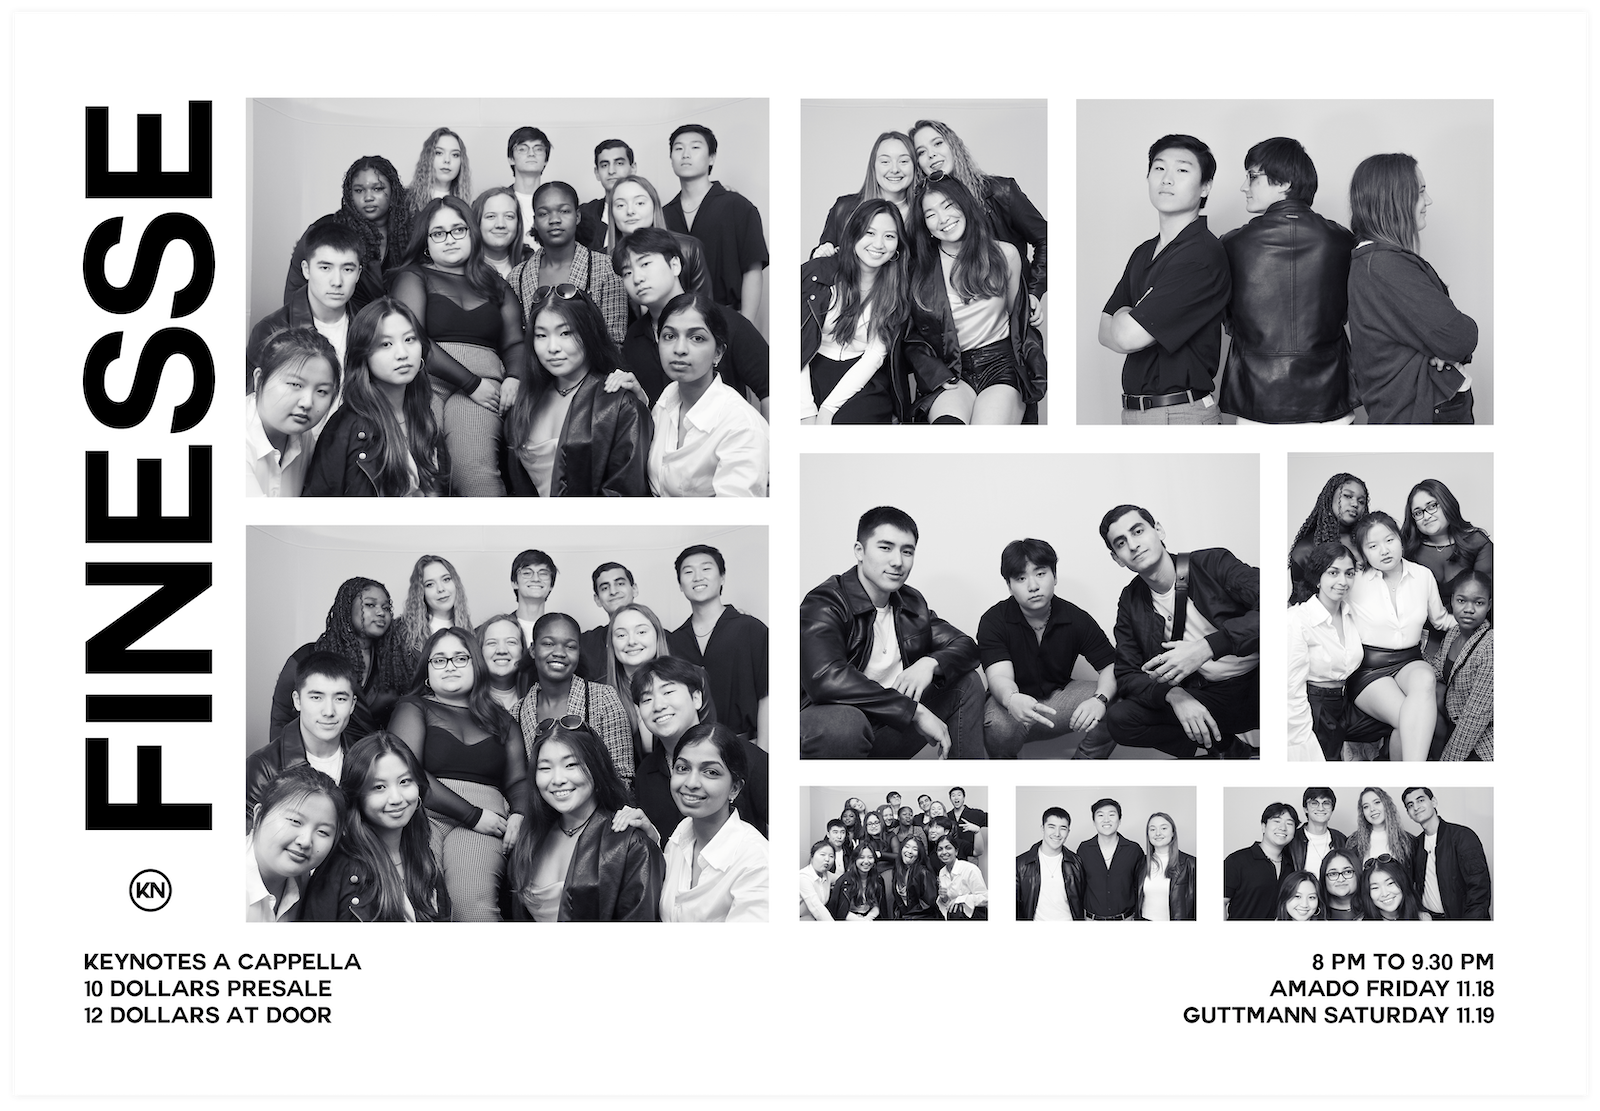 FINESSE
KN
KEYNOTES A CAPPELLA
10 DOLLARS PRESALE
12 DOLLARS AT DOOR
8 PM TO 9.30 PM
AMADO FRIDAY 11.18
GUTTMANN SATURDAY 11.19